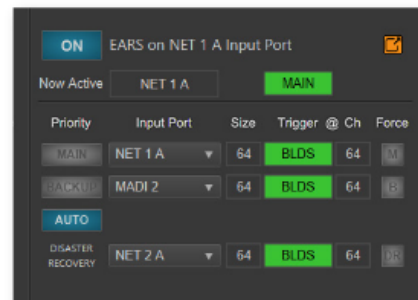 ON EARS on NET 1 A Input Port
Now Active NET 1 A MAIN
Priority Input Port Size Trigger @ Ch Force
MAIN NET 1 A 64 BLDS 64 M
BACKUP MADI 2 64 BLDS 64 B
AUTO
DISASTER
RECOVERY NET 2 A 64 BLDS 64 DR